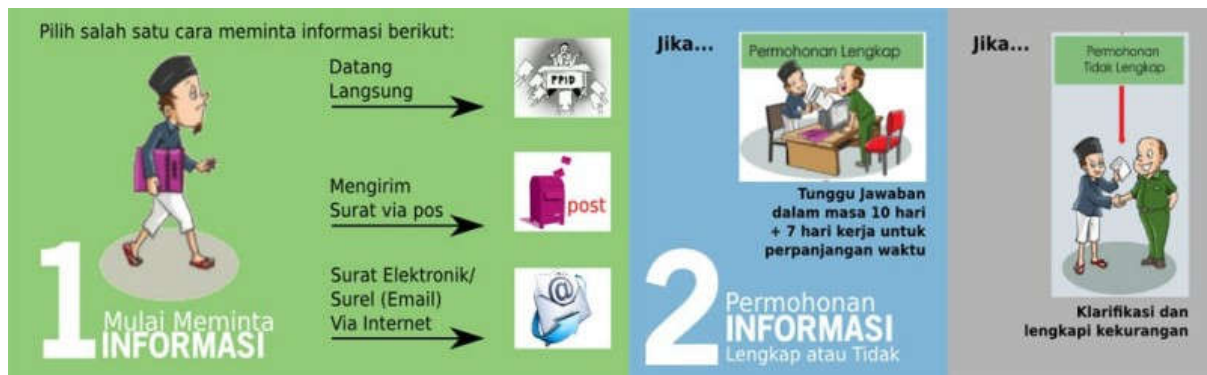 Pilih salah satu cara meminta informasi berikut:
Datang
Langsung
PPID
Mengirim
Surat via pos
post
Surat Elektronik/
Surel (Email)
Via Internet
@
1
Mulai Meminta
INFORMASI
Jika...
Permohonan Lengkap
Tunggu Jawaban
dalam masa 10 hari
+ 7 hari kerja untuk
perpanjangan waktu
2
Permohonan
INFORMASI
Lengkap atau Tidak
Jika...
Permohonan
Tidak Lengkap
Klarifikasi dan
lengkapi kekurangan